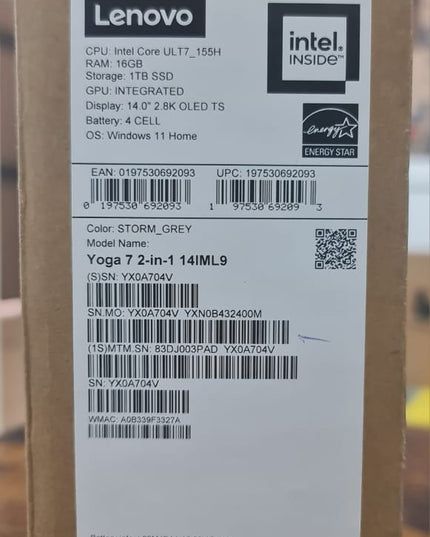 Lenovo
intel.
INSIDE™
CPU: Intel Core ULT7_155H
RAM: 16GB
Storage: 1TB SSD
GPU: INTEGRATED
Display: 14.0" 2.8K OLED TS
Battery: 4 CELL
OS: Windows 11 Home
energy
ENERGY STAR
EAN: 0197530692093 UPC: 197530692093
0 197530 692093 1 97530 69209 3
Color: STORM_GREY
Model Name:
Yoga 7 2-in-1 14IML9
(S)SN: YX0A704V
SN.MO: YX0A704V YXN0B432400M
(1S)MTM.SN: 83DJ003PAD YX0A704V
SN: YX0A704V
WMAC: A0B339F3327A